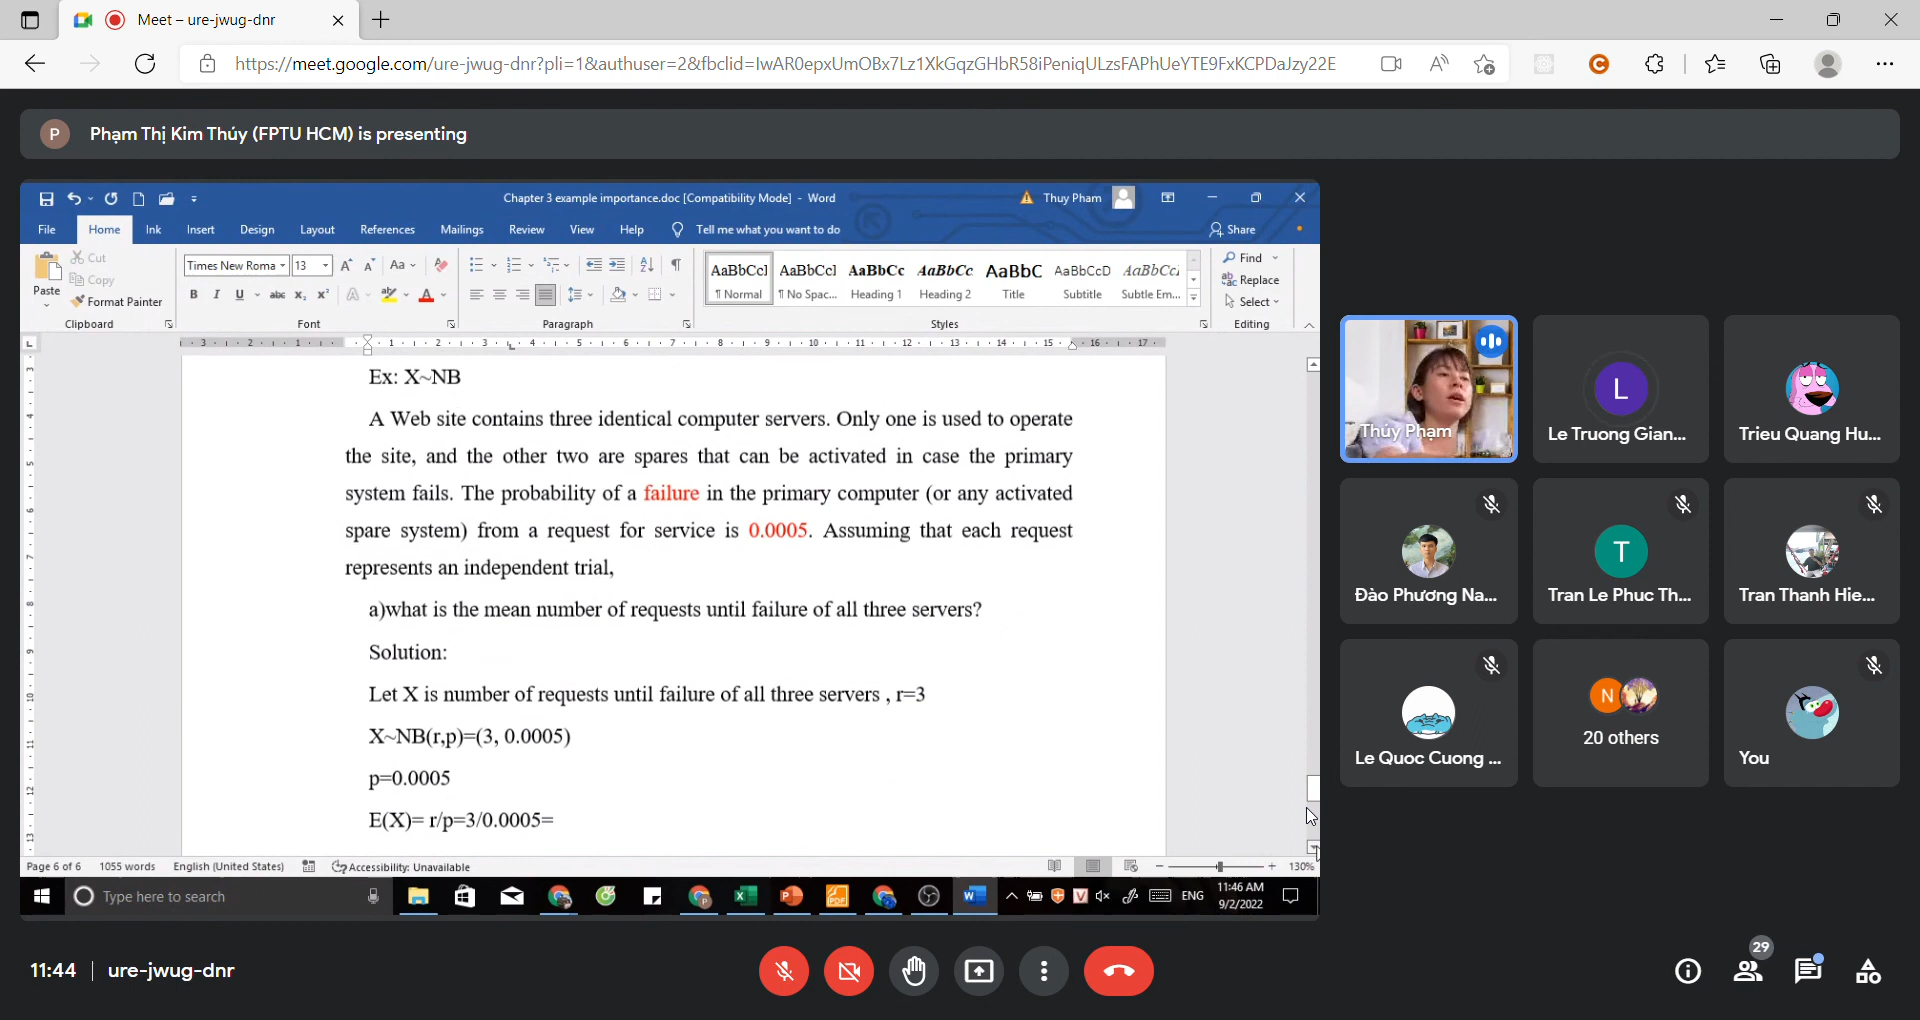 Meet – ure-jwug-dnr
https://meet.google.com/ure-jwug-dnr?pli=1&authuser=2&fbclid=IwAR0epxUmOBx7Lz1XkGqzGHbR58iPeniqULzsFAPhUeYTE9FxKCPDaJzy22E
P Phạm Thị Kim Thúy (FPTU HCM) is presenting
Chapter 3 example importance.doc [Compatibility Mode] - Word
Thuy Pham
File Home Ink Insert Design Layout References Mailings Review View Help Tell me what you want to do Share
Paste
Cut
Copy
Format Painter
Clipboard
Times New Roma 13
Font
Paragraph
AaBbCcI AaBbCcI AaBbCc AaBbCc AaBbC AaBbCcD AaBbCc
¶ Normal ¶ No Spac... Heading 1 Heading 2 Title Subtitle Subtle Em...
Styles
Find
Replace
Select
Editing
Ex: X~NB
A Web site contains three identical computer servers. Only one is used to operate
the site, and the other two are spares that can be activated in case the primary
system fails. The probability of a failure in the primary computer (or any activated
spare system) from a request for service is 0.0005. Assuming that each request
represents an independent trial,
a)what is the mean number of requests until failure of all three servers?
Solution:
Let X is number of requests until failure of all three servers , r=3
X~NB(r,p)=(3, 0.0005)
p=0.0005
E(X)= r/p=3/0.0005=
Page 6 of 6 1055 words English (United States) Accessibility: Unavailable 130%
Type here to search
ENG
11:46 AM
9/2/2022
Thúy Phạm
L
Le Truong Gian...
Trieu Quang Hu...
Đào Phương Na...
T
Tran Le Phuc Th...
Tran Thanh Hie...
Le Quoc Cuong ...
N
20 others
You
11:44 | ure-jwug-dnr
29